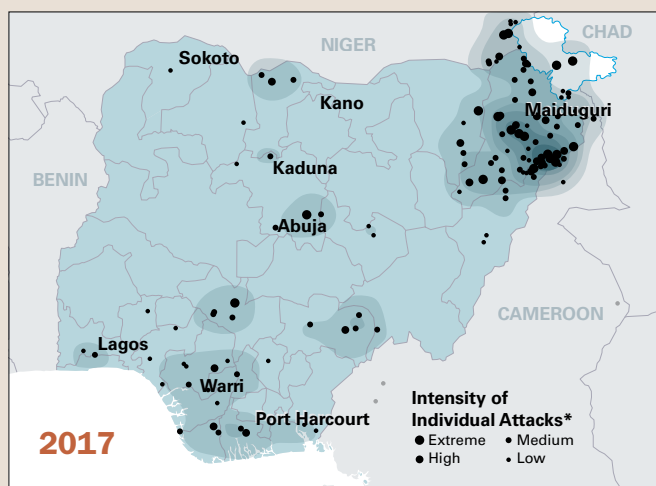 NIGER
CHAD
Sokoto
Kano
Maiduguri
Kaduna
BENIN
Abuja
CAMEROON
Lagos
Warri
Port Harcourt
Intensity of
Individual Attacks*
Extreme
Medium
High
Low
2017